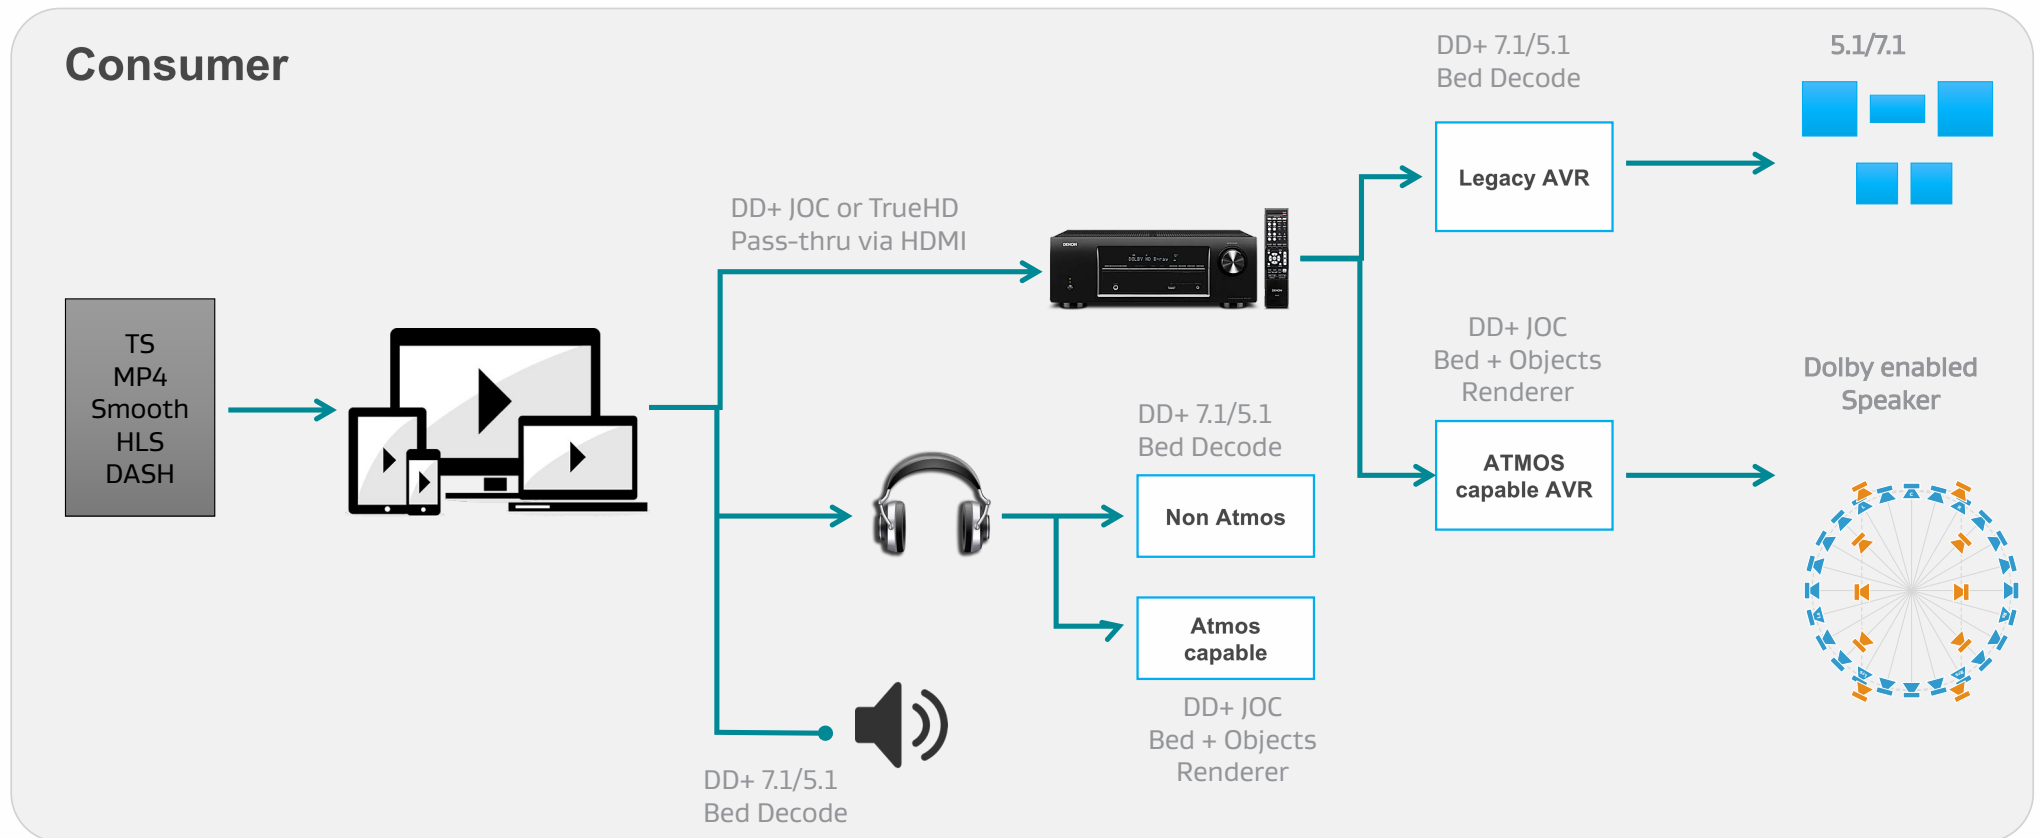 Consumer
TS
MP4
Smooth
HLS
DASH
DD+ JOC or TrueHD
Pass-thru via HDMI
DENON
DD+ 7.1/5.1
Bed Decode
Legacy AVR
5.1/7.1
DD+ JOC
Bed + Objects
Renderer
ATMOS
capable AVR
Dolby enabled
Speaker
DD+ 7.1/5.1
Bed Decode
Non Atmos
Atmos
capable
DD+ JOC
Bed + Objects
Renderer
DD+ 7.1/5.1
Bed Decode